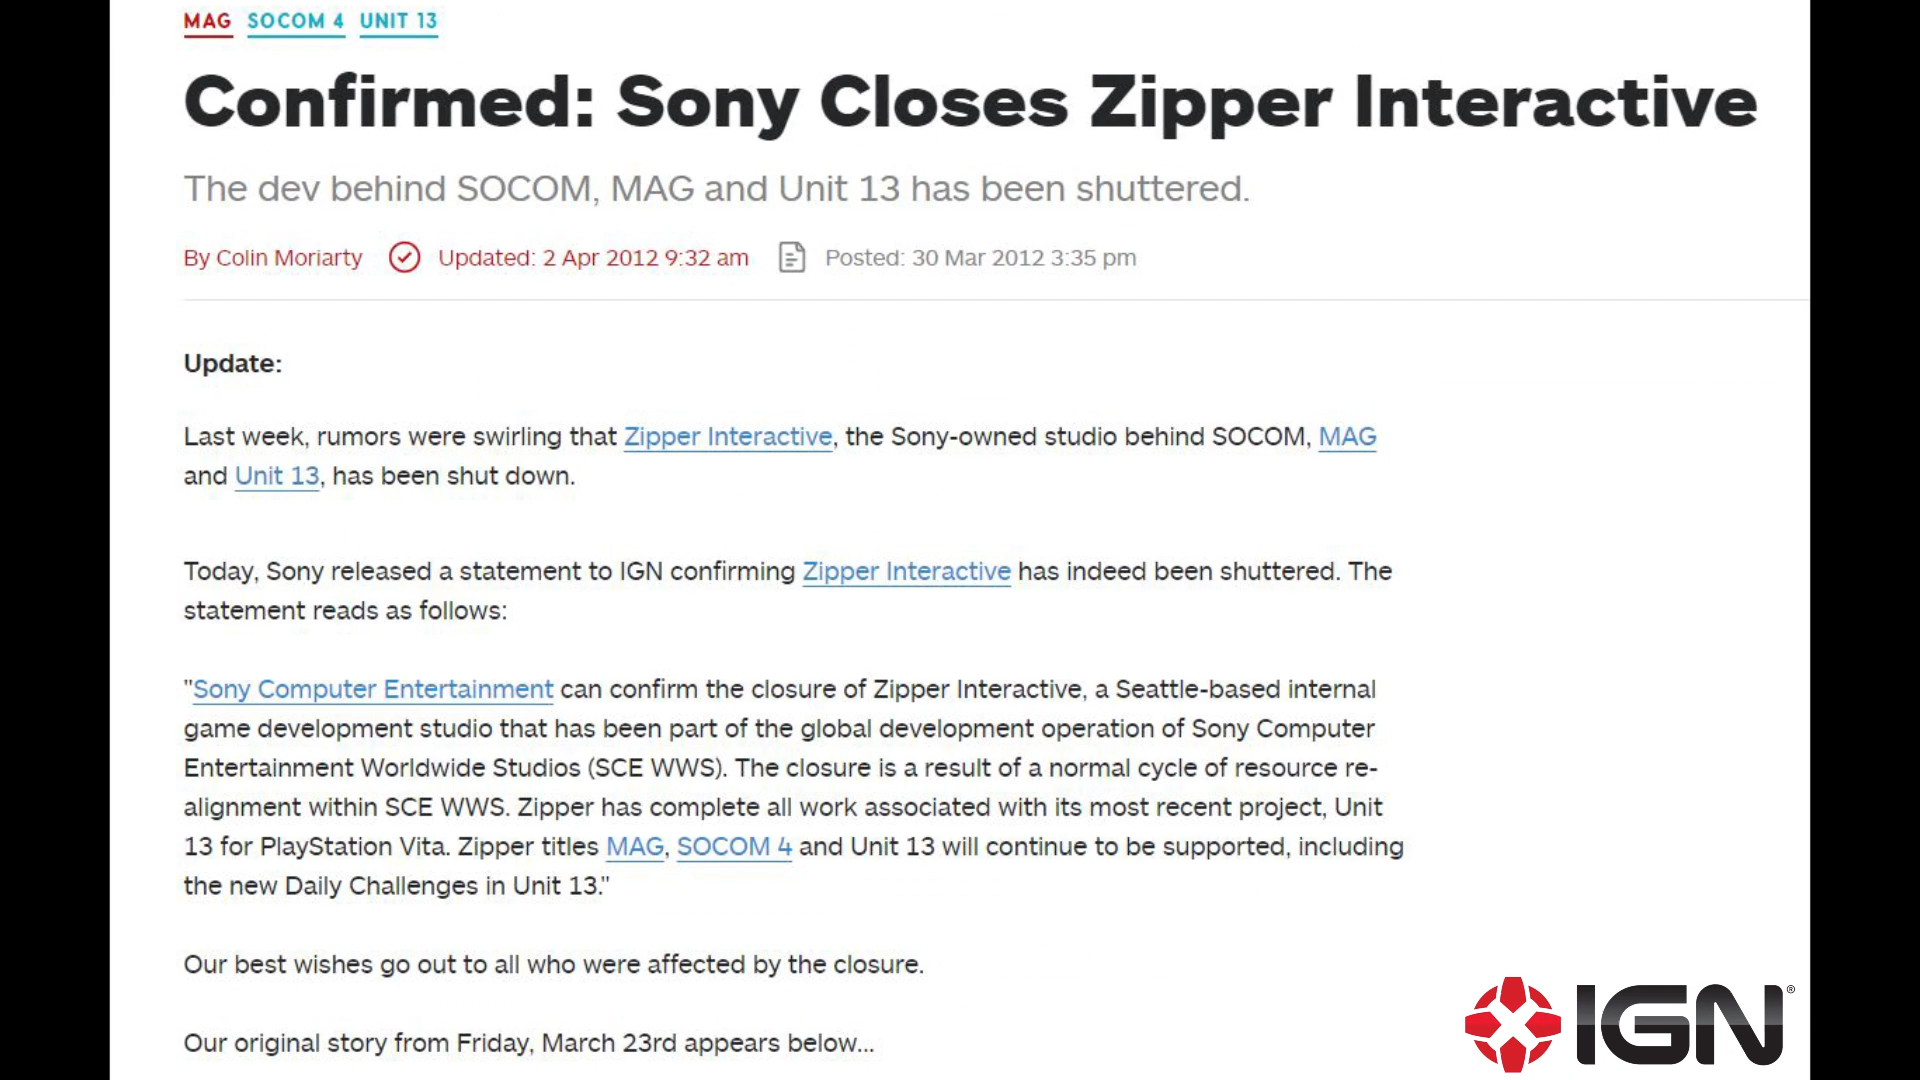 MAG SOCOM 4 UNIT 13
Confirmed: Sony Closes Zipper Interactive
The dev behind SOCOM, MAG and Unit 13 has been shuttered.
By Colin Moriarty Updated: 2 Apr 2012 9:32 am Posted: 30 Mar 2012 3:35 pm
Update:
Last week, rumors were swirling that Zipper Interactive, the Sony-owned studio behind SOCOM, MAG
and Unit 13, has been shut down.
Today, Sony released a statement to IGN confirming Zipper Interactive has indeed been shuttered. The
statement reads as follows:
"Sony Computer Entertainment can confirm the closure of Zipper Interactive, a Seattle-based internal
game development studio that has been part of the global development operation of Sony Computer
Entertainment Worldwide Studios (SCE WWS). The closure is a result of a normal cycle of resource re-
alignment within SCE WWS. Zipper has complete all work associated with its most recent project, Unit
13 for PlayStation Vita. Zipper titles MAG, SOCOM 4 and Unit 13 will continue to be supported, including
the new Daily Challenges in Unit 13."
Our best wishes go out to all who were affected by the closure.
Our original story from Friday, March 23rd appears below...
IGN®